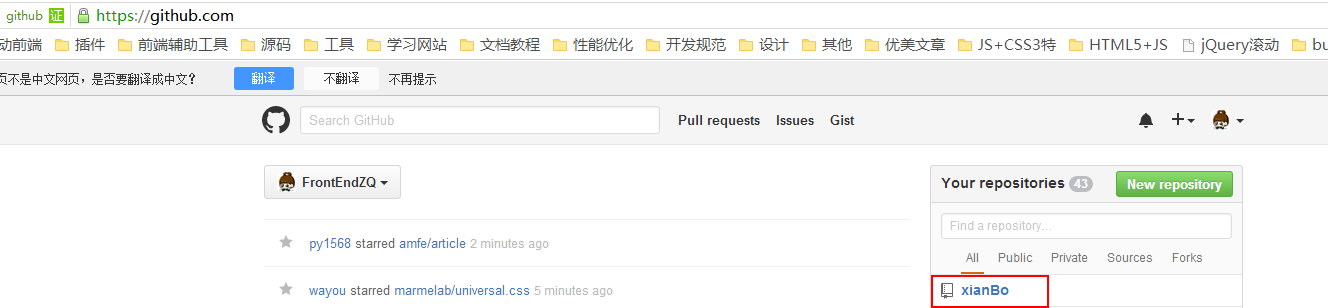 github 证 https://github.com
动前端 插件 前端辅助工具 源码 工具 学习网站 文档教程 性能优化 开发规范 设计 其他 优美文章 JS+CSS3特 HTML5+JS jQuery滚动 bu
页不是中文网页，是否要翻译成中文? 翻译 不翻译 不再提示
Search GitHub Pull requests Issues Gist
FrontEndZQ
Your repositories 43 New repository
Find a repository...
All Public Private Sources Forks
py1568 starred amfe/article 2 minutes ago
wayou starred marmelab/universal.css 5 minutes ago
xianBo